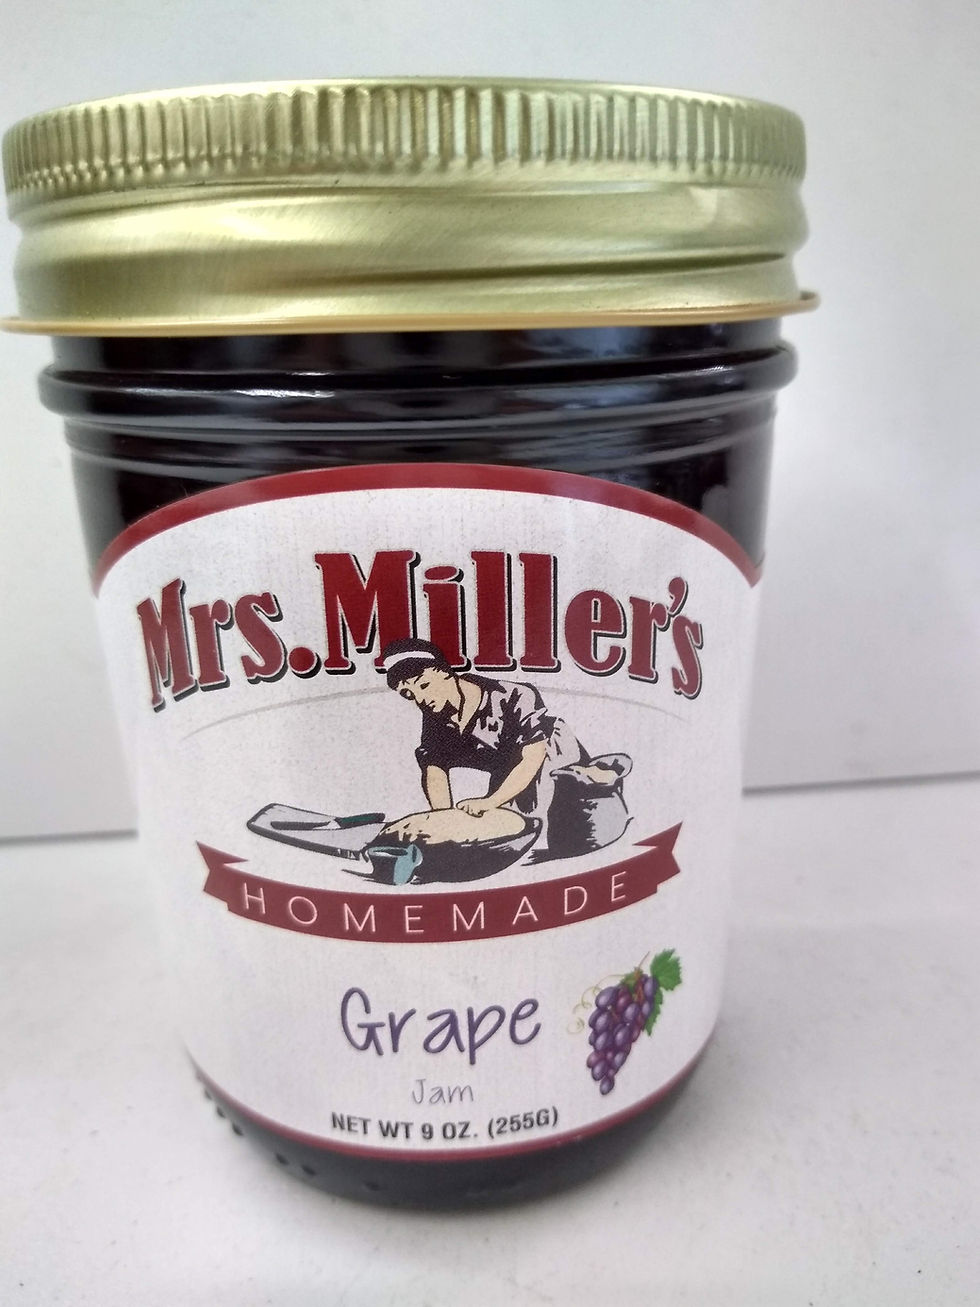 Mrs. Miller's
HOMEMADE
Grape
Jam
NET WT 9 OZ. (255G)